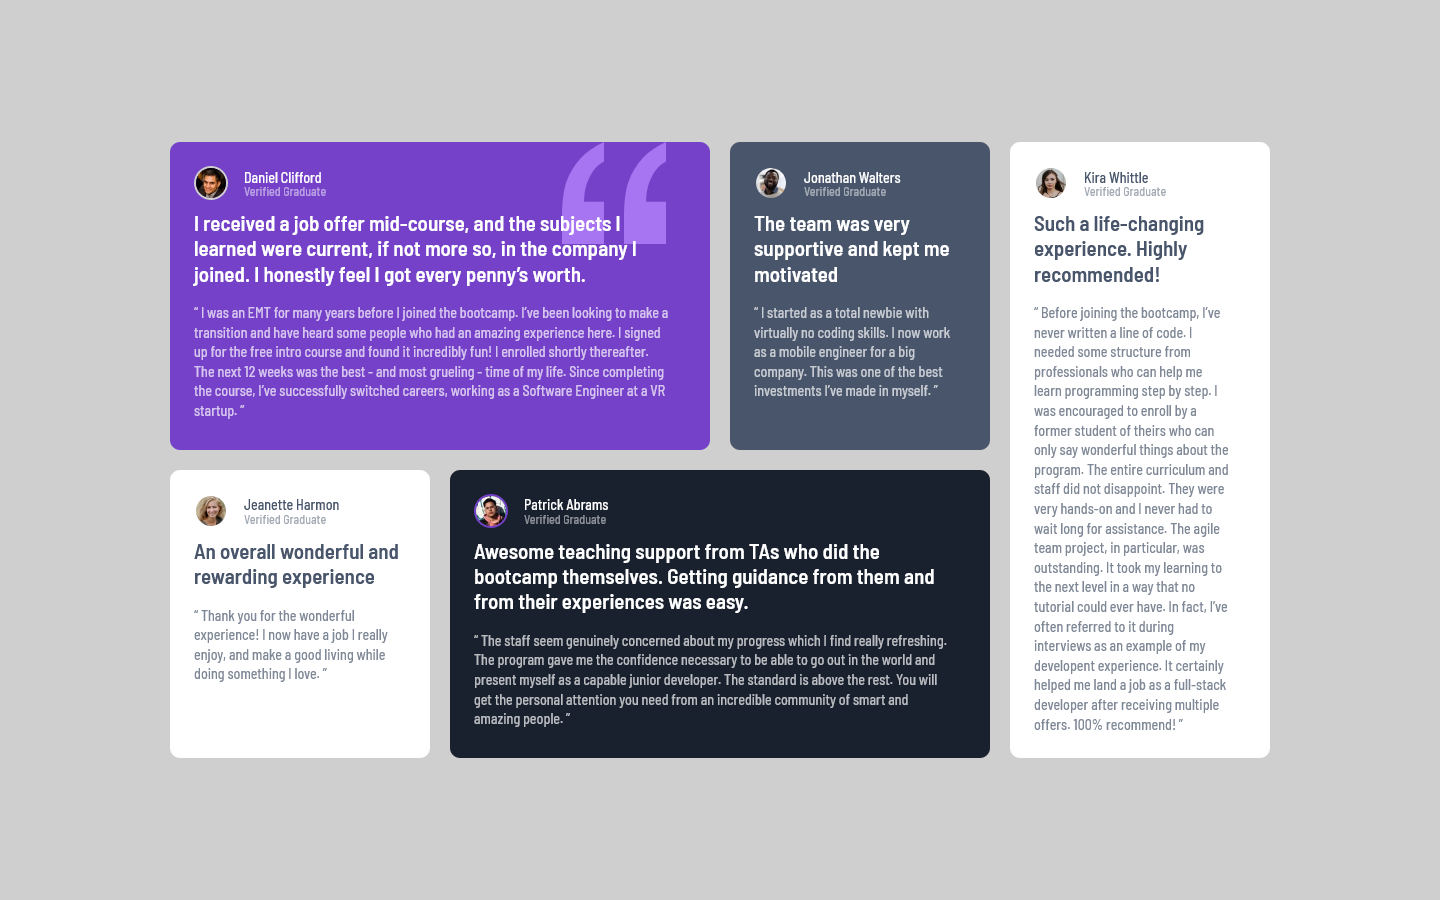 Daniel Clifford
Verified Graduate
I received a job offer mid-course, and the subjects I
learned were current, if not more so, in the company I
joined. I honestly feel I got every penny’s worth.
“ I was an EMT for many years before I joined the bootcamp. I’ve been looking to make a
transition and have heard some people who had an amazing experience here. I signed
up for the free intro course and found it incredibly fun! I enrolled shortly thereafter.
The next 12 weeks was the best - and most grueling - time of my life. Since completing
the course, I’ve successfully switched careers, working as a Software Engineer at a VR
startup. ”
Jonathan Walters
Verified Graduate
The team was very
supportive and kept me
motivated
“ I started as a total newbie with
virtually no coding skills. I now work
as a mobile engineer for a big
company. This was one of the best
investments I’ve made in myself. ”
Kira Whittle
Verified Graduate
Such a life-changing
experience. Highly
recommended!
“ Before joining the bootcamp, I’ve
never written a line of code. I
needed some structure from
professionals who can help me
learn programming step by step. I
was encouraged to enroll by a
former student of theirs who can
only say wonderful things about the
program. The entire curriculum and
staff did not disappoint. They were
very hands-on and I never had to
wait long for assistance. The agile
team project, in particular, was
outstanding. It took my learning to
the next level in a way that no
tutorial could ever have. In fact, I’ve
often referred to it during
interviews as an example of my
developent experience. It certainly
helped me land a job as a full-stack
developer after receiving multiple
offers. 100% recommend! ”
Jeanette Harmon
Verified Graduate
An overall wonderful and
rewarding experience
“ Thank you for the wonderful
experience! I now have a job I really
enjoy, and make a good living while
doing something I love. ”
Patrick Abrams
Verified Graduate
Awesome teaching support from TAs who did the
bootcamp themselves. Getting guidance from them and
from their experiences was easy.
“ The staff seem genuinely concerned about my progress which I find really refreshing.
The program gave me the confidence necessary to be able to go out in the world and
present myself as a capable junior developer. The standard is above the rest. You will
get the personal attention you need from an incredible community of smart and
amazing people. ”